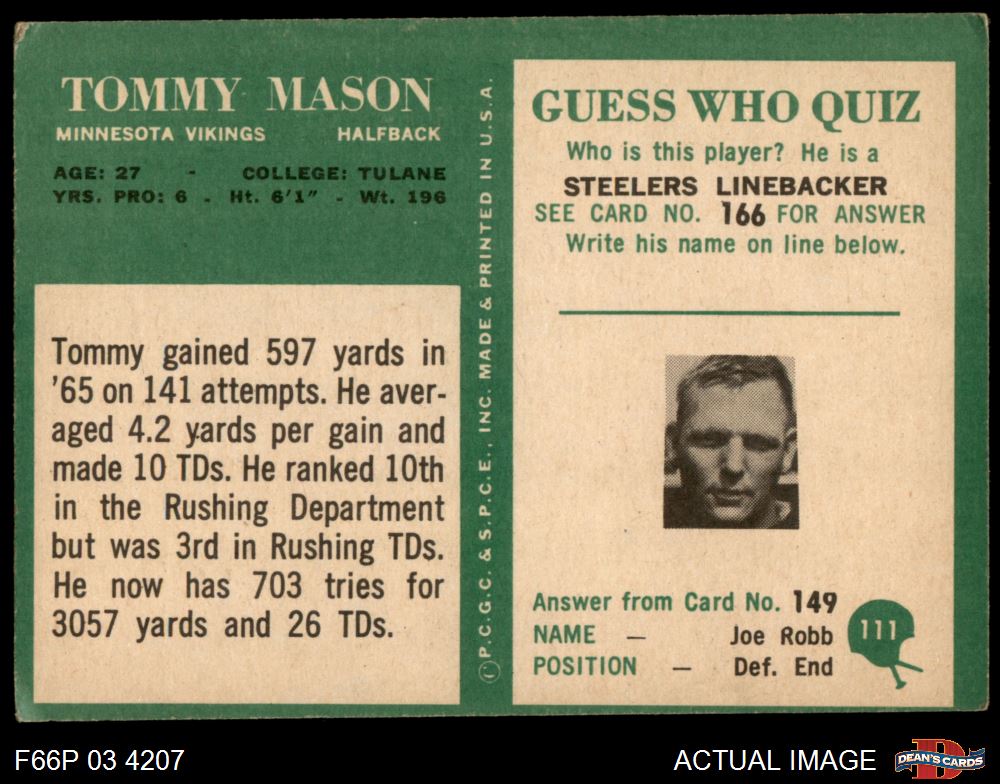 TOMMY MASON
MINNESOTA VIKINGS HALFBACK
AGE: 27 - COLLEGE: TULANE
YRS. PRO: 6 - Ht. 6'1" - Wt. 196
Tommy gained 597 yards in
'65 on 141 attempts. He aver-
aged 4.2 yards per gain and
made 10 TDs. He ranked 10th
in the Rushing Department
but was 3rd in Rushing TDs.
He now has 703 tries for
3057 yards and 26 TDs.
© P.C.G.C. & S.P.C.E., INC. MADE & PRINTED IN U.S.A.
GUESS WHO QUIZ
Who is this player? He is a
STEELERS LINEBACKER
SEE CARD NO. 166 FOR ANSWER
Write his name on line below.
Answer from Card No. 149
NAME — Joe Robb
POSITION — Def. End
111
F66P 03 4207
ACTUAL IMAGE
D
DEAN'S CARDS